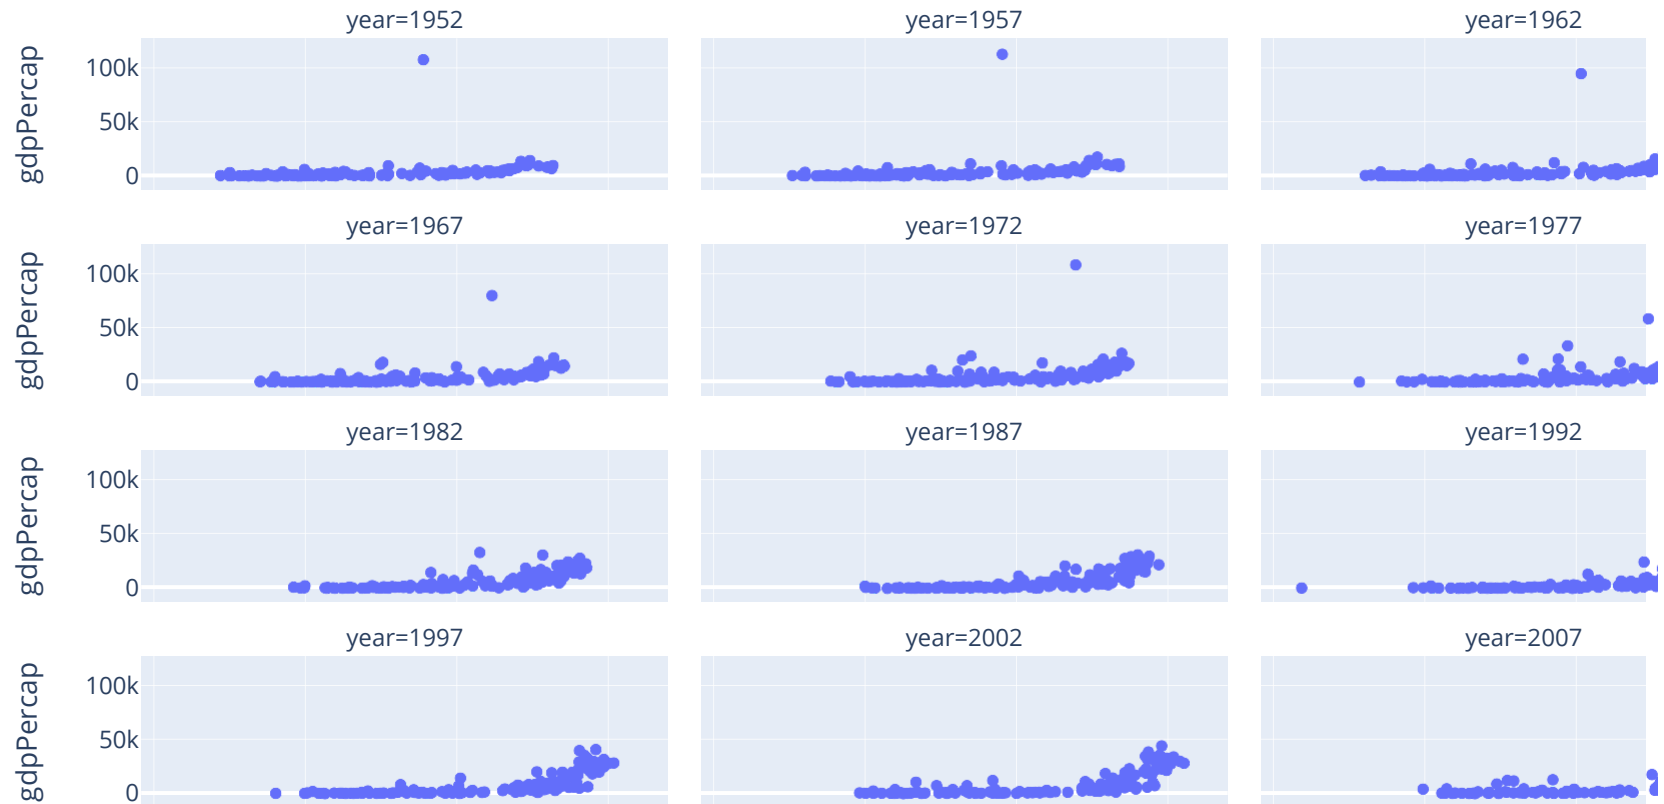 year=1952 year=1957 year=1962
gdpPercap
100k
50k
0
year=1967 year=1972 year=1977
gdpPercap
100k
50k
0
year=1982 year=1987 year=1992
gdpPercap
100k
50k
0
year=1997 year=2002 year=2007
gdpPercap
100k
50k
0